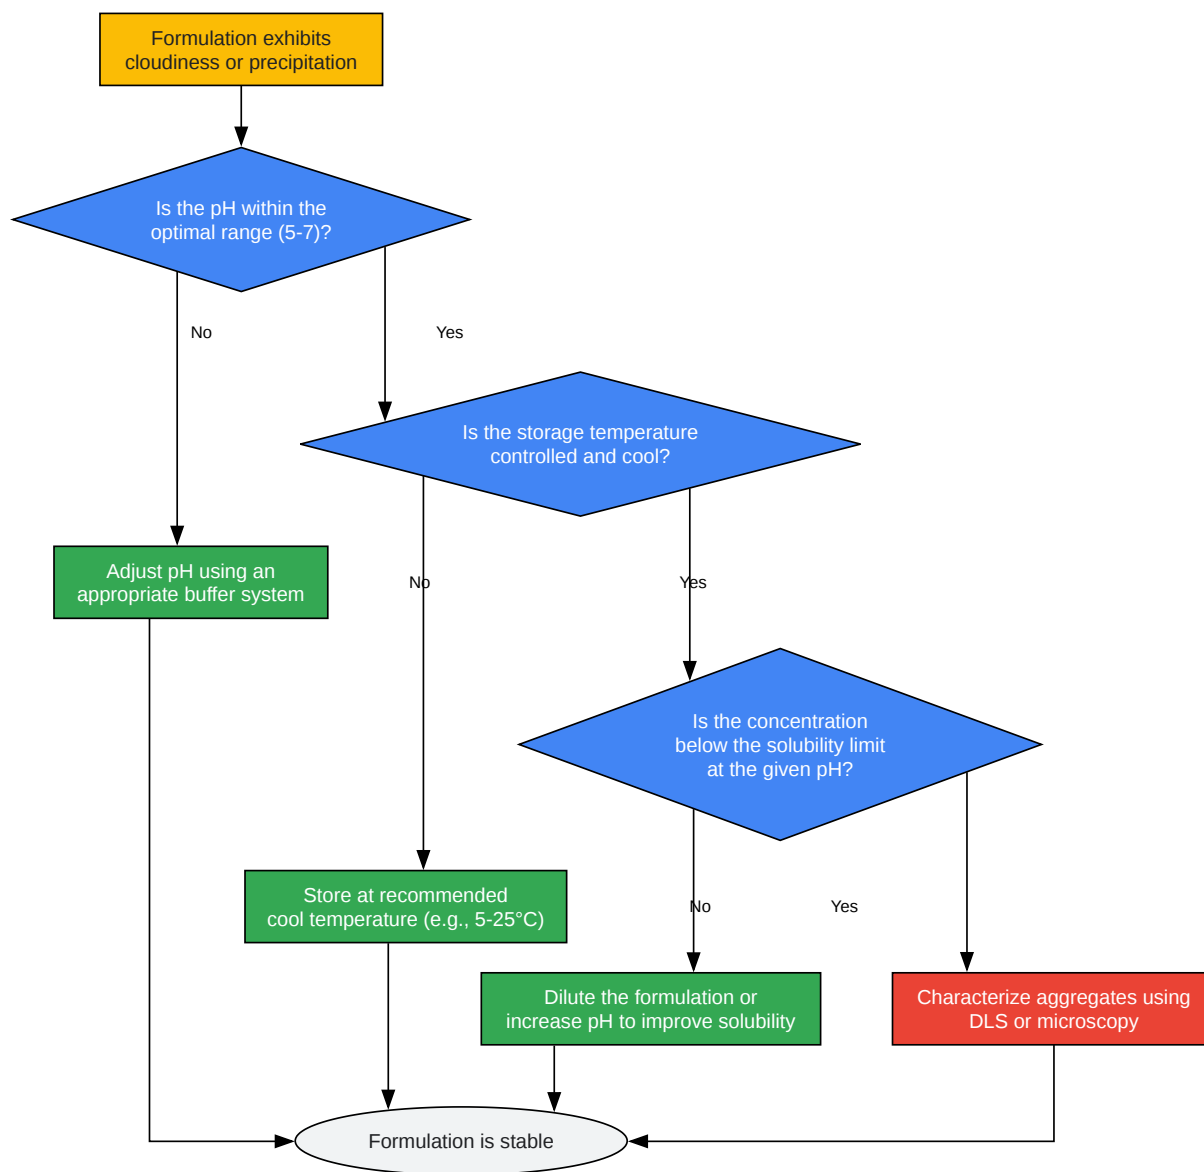 Formulation exhibits
cloudiness or precipitation
Is the pH within the
optimal range (5-7)?
No
Yes
Is the storage temperature
controlled and cool?
Adjust pH using an
appropriate buffer system
No
Yes
Is the concentration
below the solubility limit
at the given pH?
Store at recommended
cool temperature (e.g., 5-25°C)
No
Yes
Dilute the formulation or
increase pH to improve solubility
Characterize aggregates using
DLS or microscopy
Formulation is stable